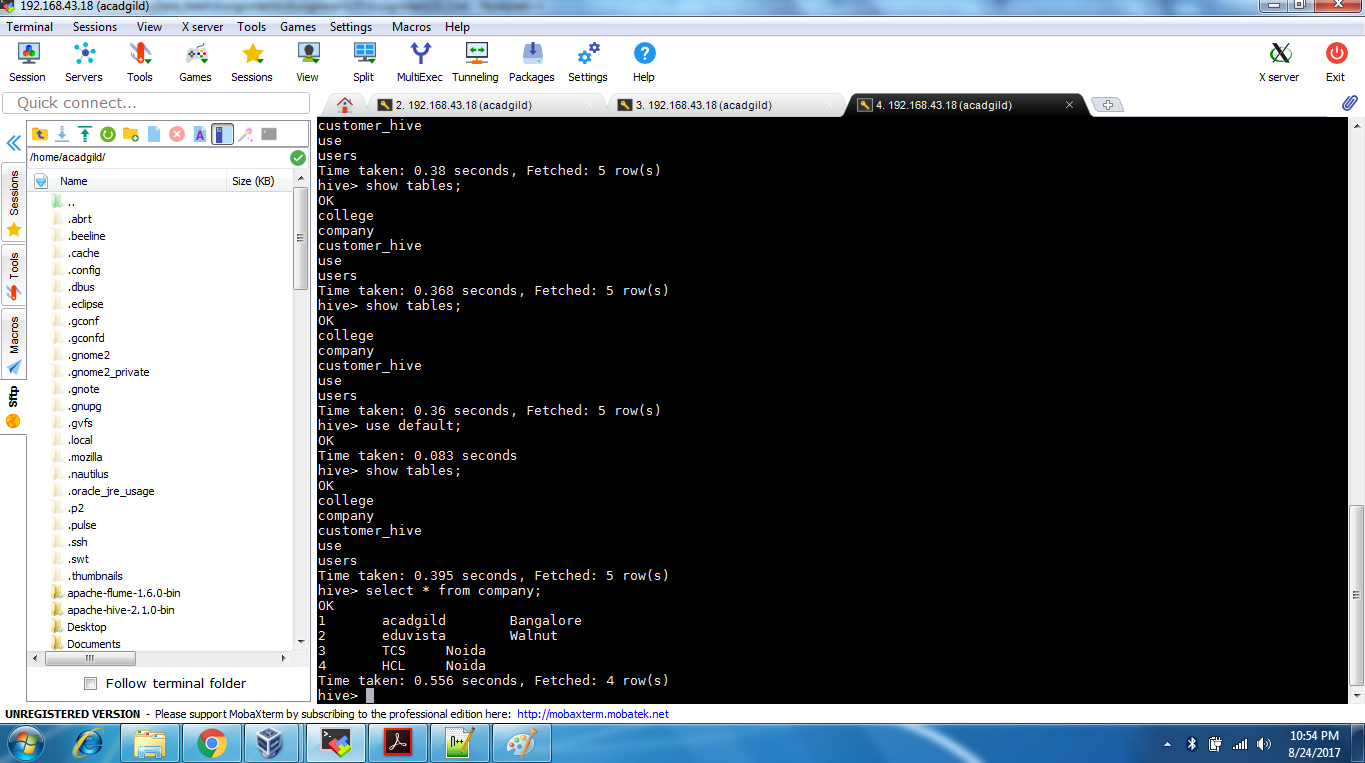 192.168.43.18 (acadgild)
Terminal Sessions View X server Tools Games Settings Macros Help
Session Servers Tools Games Sessions View Split MultiExec Tunneling Packages Settings Help X server Exit
Quick connect...
2. 192.168.43.18 (acadgild) 3. 192.168.43.18 (acadgild) 4. 192.168.43.18 (acadgild)
/home/acadgild/
Name Size (KB)
Sessions
Tools
Macros
Sftp
..
.abrt
.beeline
.cache
.config
.dbus
.eclipse
.gconf
.gconfd
.gnome2
.gnome2_private
.gnote
.gnupg
.gvfs
.local
.mozilla
.nautilus
.oracle_jre_usage
.p2
.pulse
.ssh
.swt
.thumbnails
apache-flume-1.6.0-bin
apache-hive-2.1.0-bin
Desktop
Documents
Follow terminal folder
customer_hive
use
users
Time taken: 0.38 seconds, Fetched: 5 row(s)
hive> show tables;
OK
college
company
customer_hive
use
users
Time taken: 0.368 seconds, Fetched: 5 row(s)
hive> show tables;
OK
college
company
customer_hive
use
users
Time taken: 0.36 seconds, Fetched: 5 row(s)
hive> use default;
OK
Time taken: 0.083 seconds
hive> show tables;
OK
college
company
customer_hive
use
users
Time taken: 0.395 seconds, Fetched: 5 row(s)
hive> select * from company;
OK
1 acadgild Bangalore
2 eduvista Walnut
3 TCS Noida
4 HCL Noida
Time taken: 0.556 seconds, Fetched: 4 row(s)
hive>
UNREGISTERED VERSION - Please support MobaXterm by subscribing to the professional edition here: http://mobaxterm.mobatek.net
10:54 PM
8/24/2017